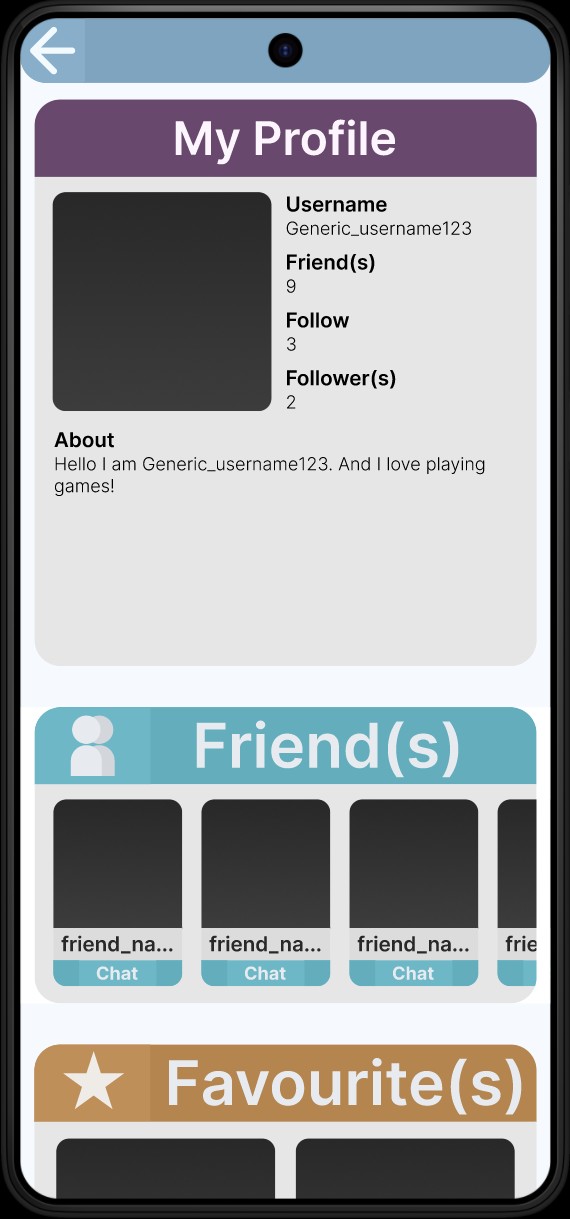 My Profile
Username
Generic_username123
Friend(s)
9
Follow
3
Follower(s)
2
About
Hello I am Generic_username123. And I love playing
games!
Friend(s)
friend_na... friend_na... friend_na... frie
Chat Chat Chat
Favourite(s)